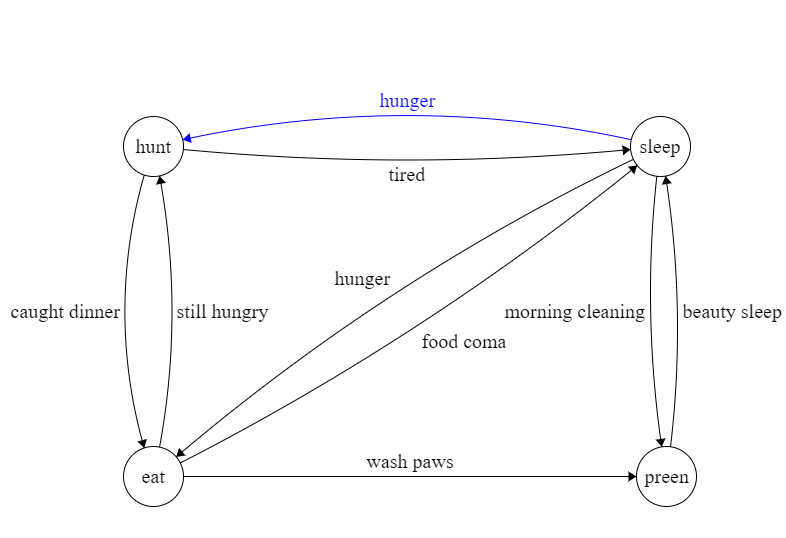 hunger
hunt
sleep
tired
hunger
caught dinner
still hungry
morning cleaning
beauty sleep
food coma
wash paws
eat
preen